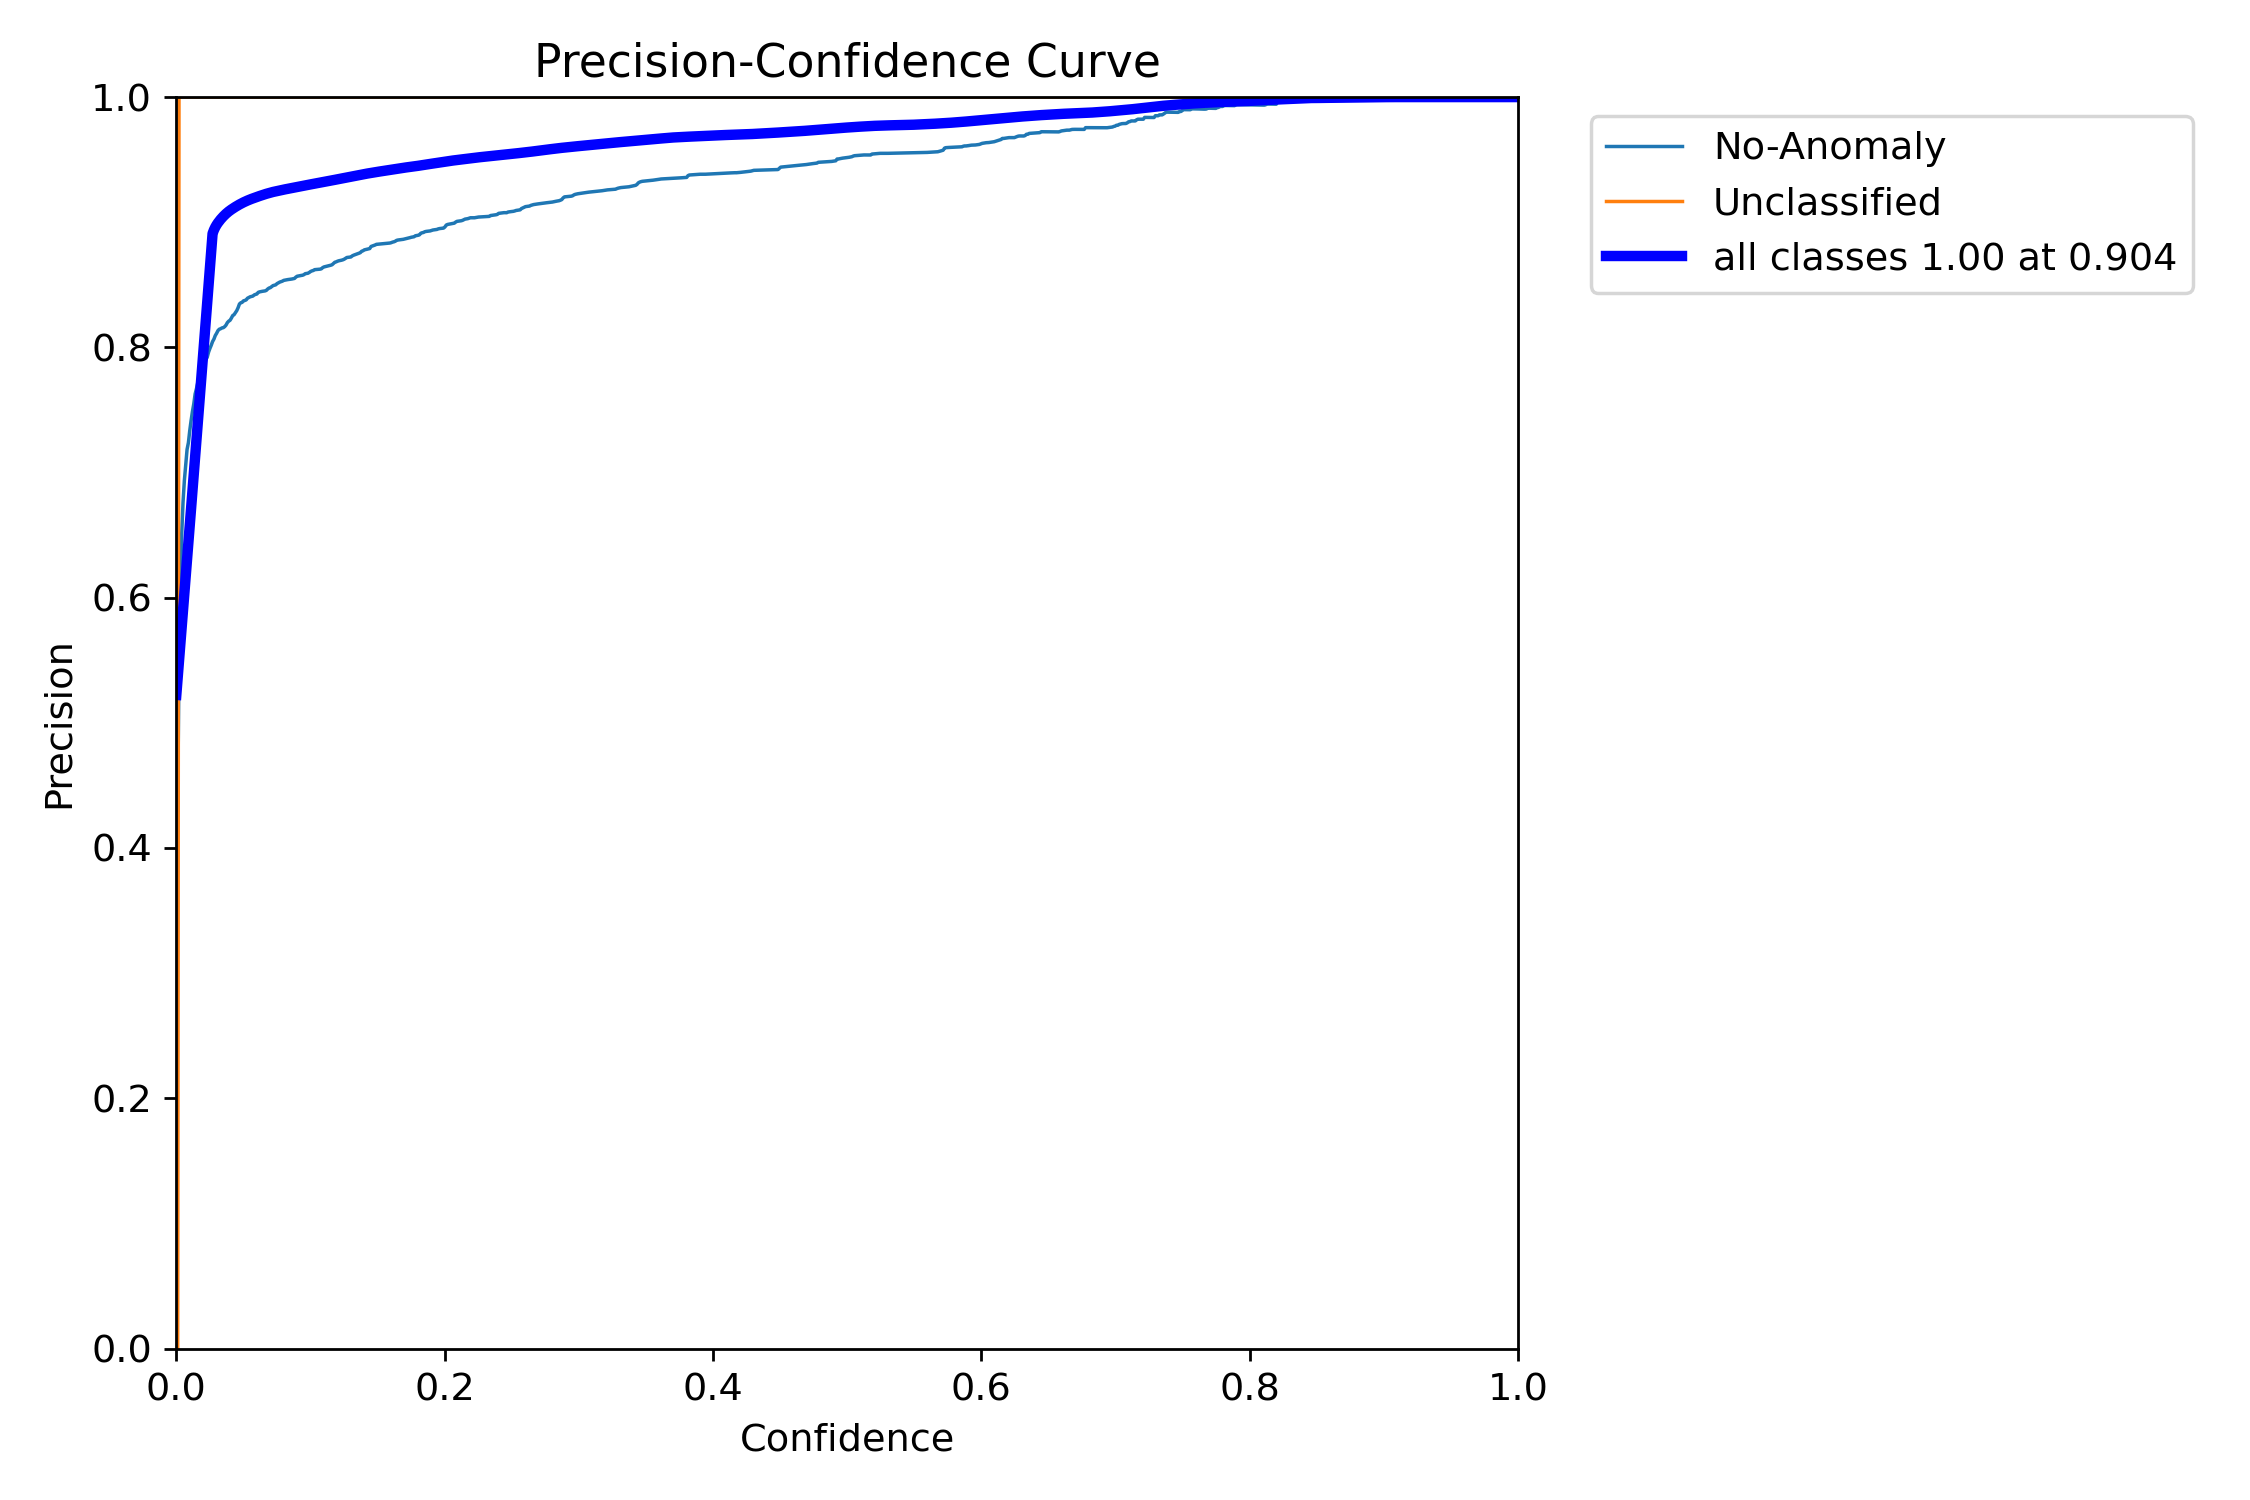 Precision-Confidence Curve
1.0
0.8
0.6
0.4
0.2
0.0
Precision
0.0 0.2 0.4 0.6 0.8 1.0
Confidence
No-Anomaly
Unclassified
all classes 1.00 at 0.904